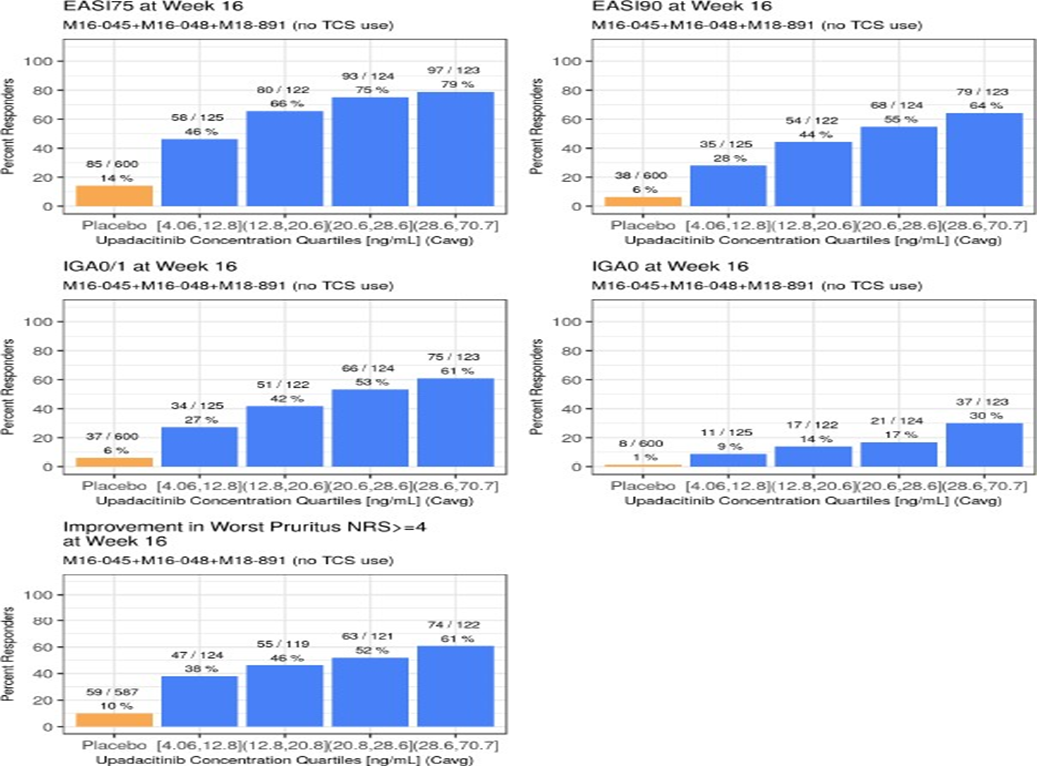 EASI75 at Week 16
M16-045+M16-048+M18-891 (no TCS use)
Percent Responders
100
80
60
40
20
0
85 / 600
14 %
58 / 125
46 %
80 / 122
66 %
93 / 124
75 %
97 / 123
79 %
Placebo [4.06,12.8](12.8,20.6](20.6,28.6](28.6,70.7]
Upadacitinib Concentration Quartiles [ng/mL] (Cavg)
EASI90 at Week 16
M16-045+M16-048+M18-891 (no TCS use)
Percent Responders
100
80
60
40
20
0
38 / 600
6 %
35 / 125
28 %
54 / 122
44 %
68 / 124
55 %
79 / 123
64 %
Placebo [4.06,12.8](12.8,20.6](20.6,28.6](28.6,70.7]
Upadacitinib Concentration Quartiles [ng/mL] (Cavg)
IGA0/1 at Week 16
M16-045+M16-048+M18-891 (no TCS use)
Percent Responders
100
80
60
40
20
0
37 / 600
6 %
34 / 125
27 %
51 / 122
42 %
66 / 124
53 %
75 / 123
61 %
Placebo [4.06,12.8](12.8,20.6](20.6,28.6](28.6,70.7]
Upadacitinib Concentration Quartiles [ng/mL] (Cavg)
IGA0 at Week 16
M16-045+M16-048+M18-891 (no TCS use)
Percent Responders
100
80
60
40
20
0
8 / 600
1 %
11 / 125
9 %
17 / 122
14 %
21 / 124
17 %
37 / 123
30 %
Placebo [4.06,12.8](12.8,20.6](20.6,28.6](28.6,70.7]
Upadacitinib Concentration Quartiles [ng/mL] (Cavg)
Improvement in Worst Pruritus NRS>=4
at Week 16
M16-045+M16-048+M18-891 (no TCS use)
Percent Responders
100
80
60
40
20
0
59 / 587
10 %
47 / 124
38 %
55 / 119
46 %
63 / 121
52 %
74 / 122
61 %
Placebo [4.06,12.8](12.8,20.8](20.8,28.6](28.6,70.7]
Upadacitinib Concentration Quartiles [ng/mL] (Cavg)